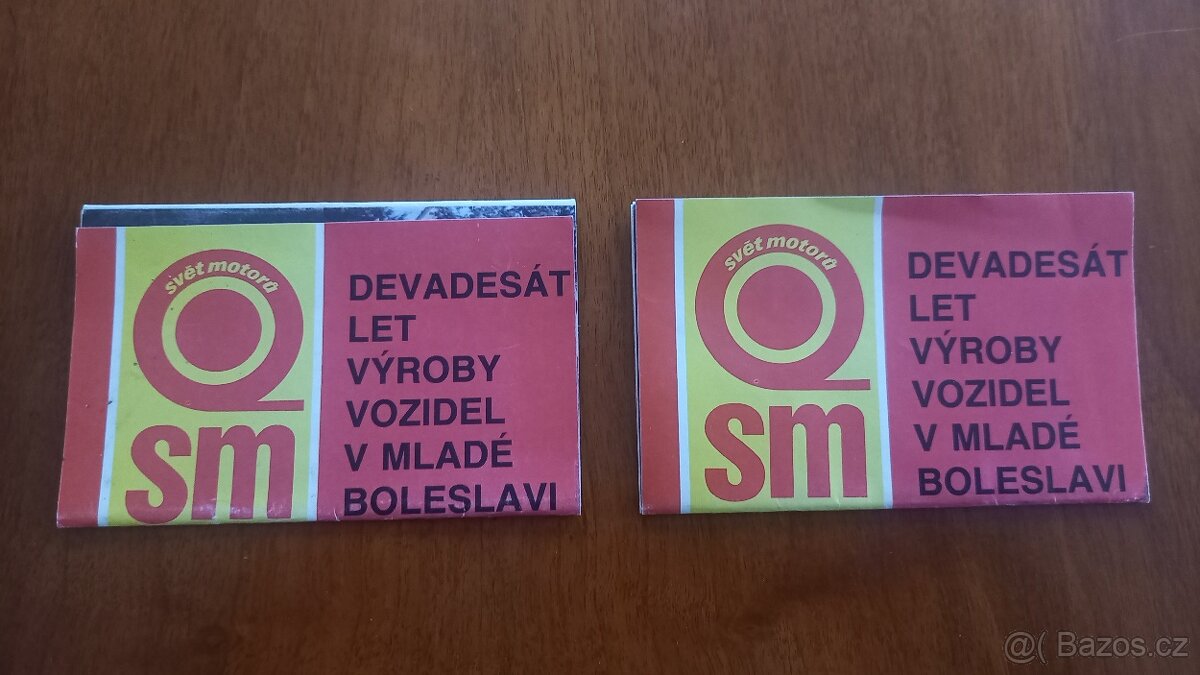 svět motorů
sm
DEVADESÁT
LET
VÝROBY
VOZIDEL
V MLADÉ
BOLESLAVI
svět motorů
sm
DEVADESÁT
LET
VÝROBY
VOZIDEL
V MLADÉ
BOLESLAVI
@( Bazos.cz